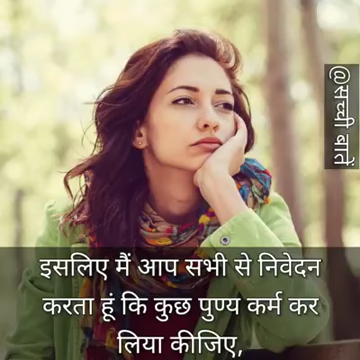 @सच्ची बातें
इसलिए मैं आप सभी से निवेदन
करता हूं कि कुछ पुण्य कर्म कर
लिया कीजिए,